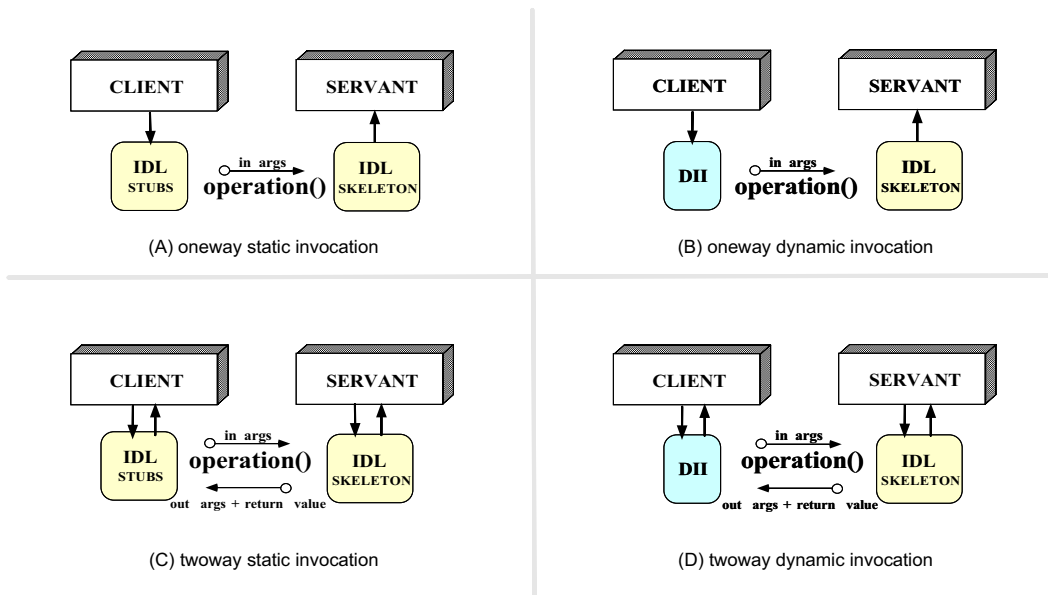 CLIENT
SERVANT
IDL
STUBS
in args
operation()
IDL
SKELETON
(A) oneway static invocation
CLIENT
SERVANT
DII
in args
operation()
IDL
SKELETON
(B) oneway dynamic invocation
CLIENT
SERVANT
IDL
STUBS
in args
operation()
out args + return value
IDL
SKELETON
(C) twoway static invocation
CLIENT
SERVANT
DII
in args
operation()
out args + return value
IDL
SKELETON
(D) twoway dynamic invocation